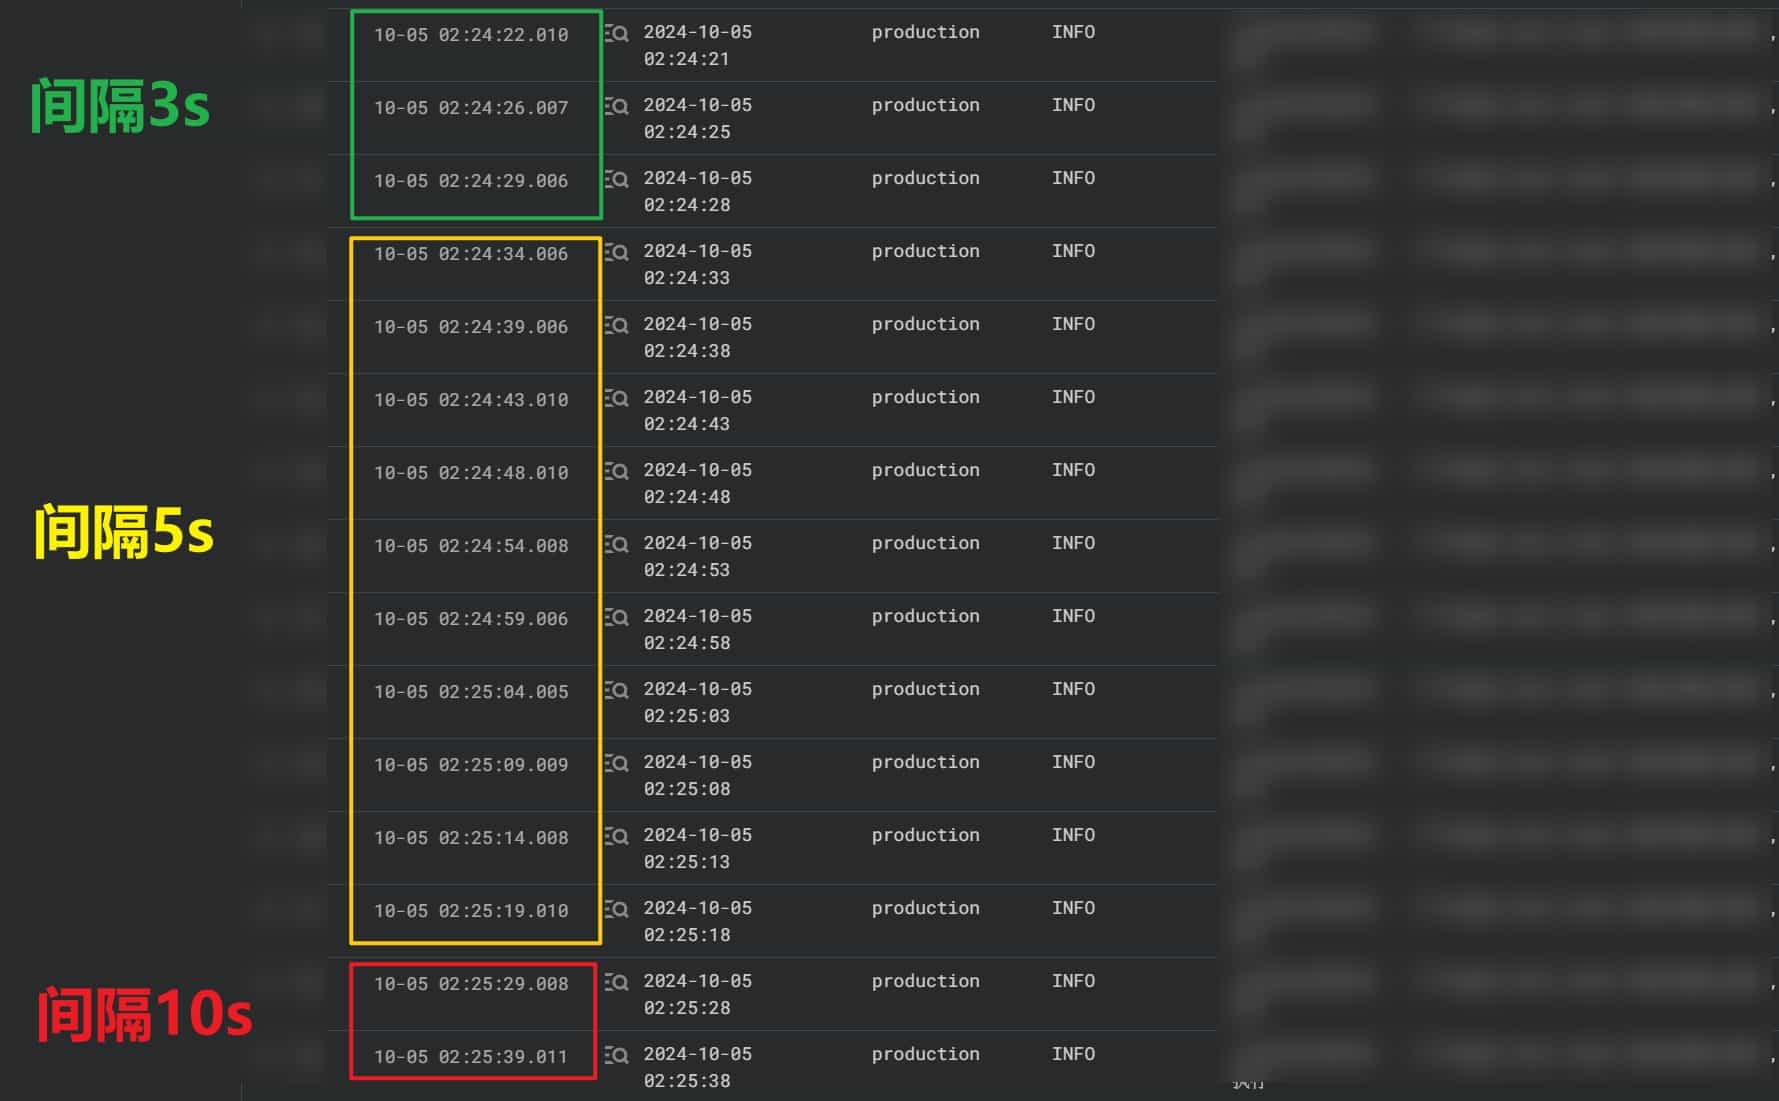 10-05 02:24:22.010 2024-10-05 production INFO
02:24:21
间隔3s
10-05 02:24:26.007 2024-10-05 production INFO
02:24:25
10-05 02:24:29.006 2024-10-05 production INFO
02:24:28
10-05 02:24:34.006 2024-10-05 production INFO
02:24:33
10-05 02:24:39.006 2024-10-05 production INFO
02:24:38
10-05 02:24:43.010 2024-10-05 production INFO
02:24:43
10-05 02:24:48.010 2024-10-05 production INFO
02:24:48
间隔5s
10-05 02:24:54.008 2024-10-05 production INFO
02:24:53
10-05 02:24:59.006 2024-10-05 production INFO
02:24:58
10-05 02:25:04.005 2024-10-05 production INFO
02:25:03
10-05 02:25:09.009 2024-10-05 production INFO
02:25:08
10-05 02:25:14.008 2024-10-05 production INFO
02:25:13
10-05 02:25:19.010 2024-10-05 production INFO
02:25:18
10-05 02:25:29.008 2024-10-05 production INFO
02:25:28
间隔10s
10-05 02:25:39.011 2024-10-05 production INFO
02:25:38